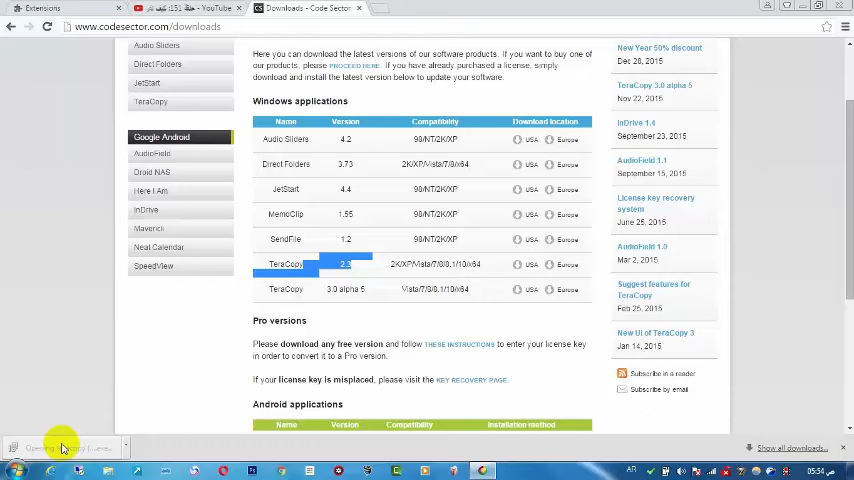 Extensions
حلقة 151: كيف تنز - YouTube
CS Downloads - Code Sector
www.codesector.com/downloads
Audio Sliders
Direct Folders
JetStart
TeraCopy
Google Android
AudioField
Droid NAS
Here I Am
InDrive
Maverick
Neat Calendar
SpeedView
Here you can download the latest versions of our software products. If you want to buy one of
our products, please PROCEED HERE. If you have already purchased a license, simply
download and install the latest version below to update your software.
Windows applications
Name Version Compatibility Download location
Audio Sliders 4.2 98/NT/2K/XP USA Europe
Direct Folders 3.73 2K/XP/Vista/7/8/x64 USA Europe
JetStart 4.4 98/NT/2K/XP USA Europe
MemoClip 1.55 98/NT/2K/XP USA Europe
SendFile 1.2 98/NT/2K/XP USA Europe
TeraCopy 2.3 2K/XP/Vista/7/8/8.1/10/x64 USA Europe
TeraCopy 3.0 alpha 5 Vista/7/8/8.1/10/x64 USA Europe
Pro versions
Please download any free version and follow THESE INSTRUCTIONS to enter your license key
in order to convert it to a Pro version.
If your license key is misplaced, please visit the KEY RECOVERY PAGE.
Android applications
Name Version Compatibility Installation method
New Year 50% discount
Dec 28, 2015
TeraCopy 3.0 alpha 5
Nov 22, 2015
InDrive 1.4
September 23, 2015
AudioField 1.1
September 15, 2015
License key recovery
system
June 25, 2015
AudioField 1.0
Mar 2, 2015
Suggest features for
TeraCopy
Feb 25, 2015
New UI of TeraCopy 3
Jan 14, 2015
Subscribe in a reader
Subscribe by email
Opening
Show all downloads...
AR
05:54 ص